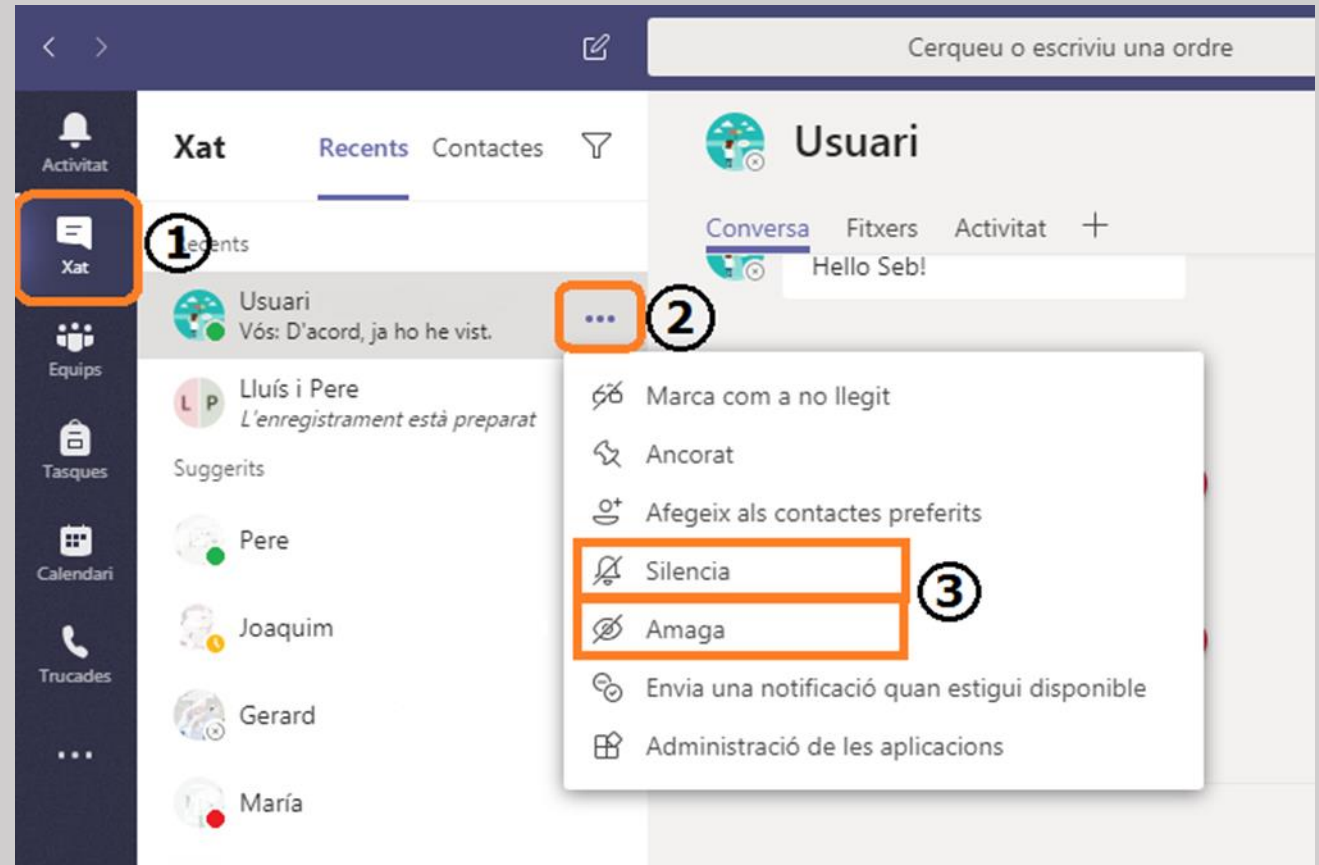 Cerqueu o escriviu una ordre
Activitat
Xat
Equips
Tasques
Calendari
Trucades
Xat Recents Contactes
1
Recents
Usuari
Vós: D'acord, ja ho he vist.
2
L P
Lluís i Pere
L'enregistrament està preparat
Suggerits
Pere
Joaquim
Gerard
María
Usuari
Conversa Fitxers Activitat +
Hello Seb!
Marca com a no llegit
Ancorat
Afegeix als contactes preferits
Silencia
3
Amaga
Envia una notificació quan estigui disponible
Administració de les aplicacions